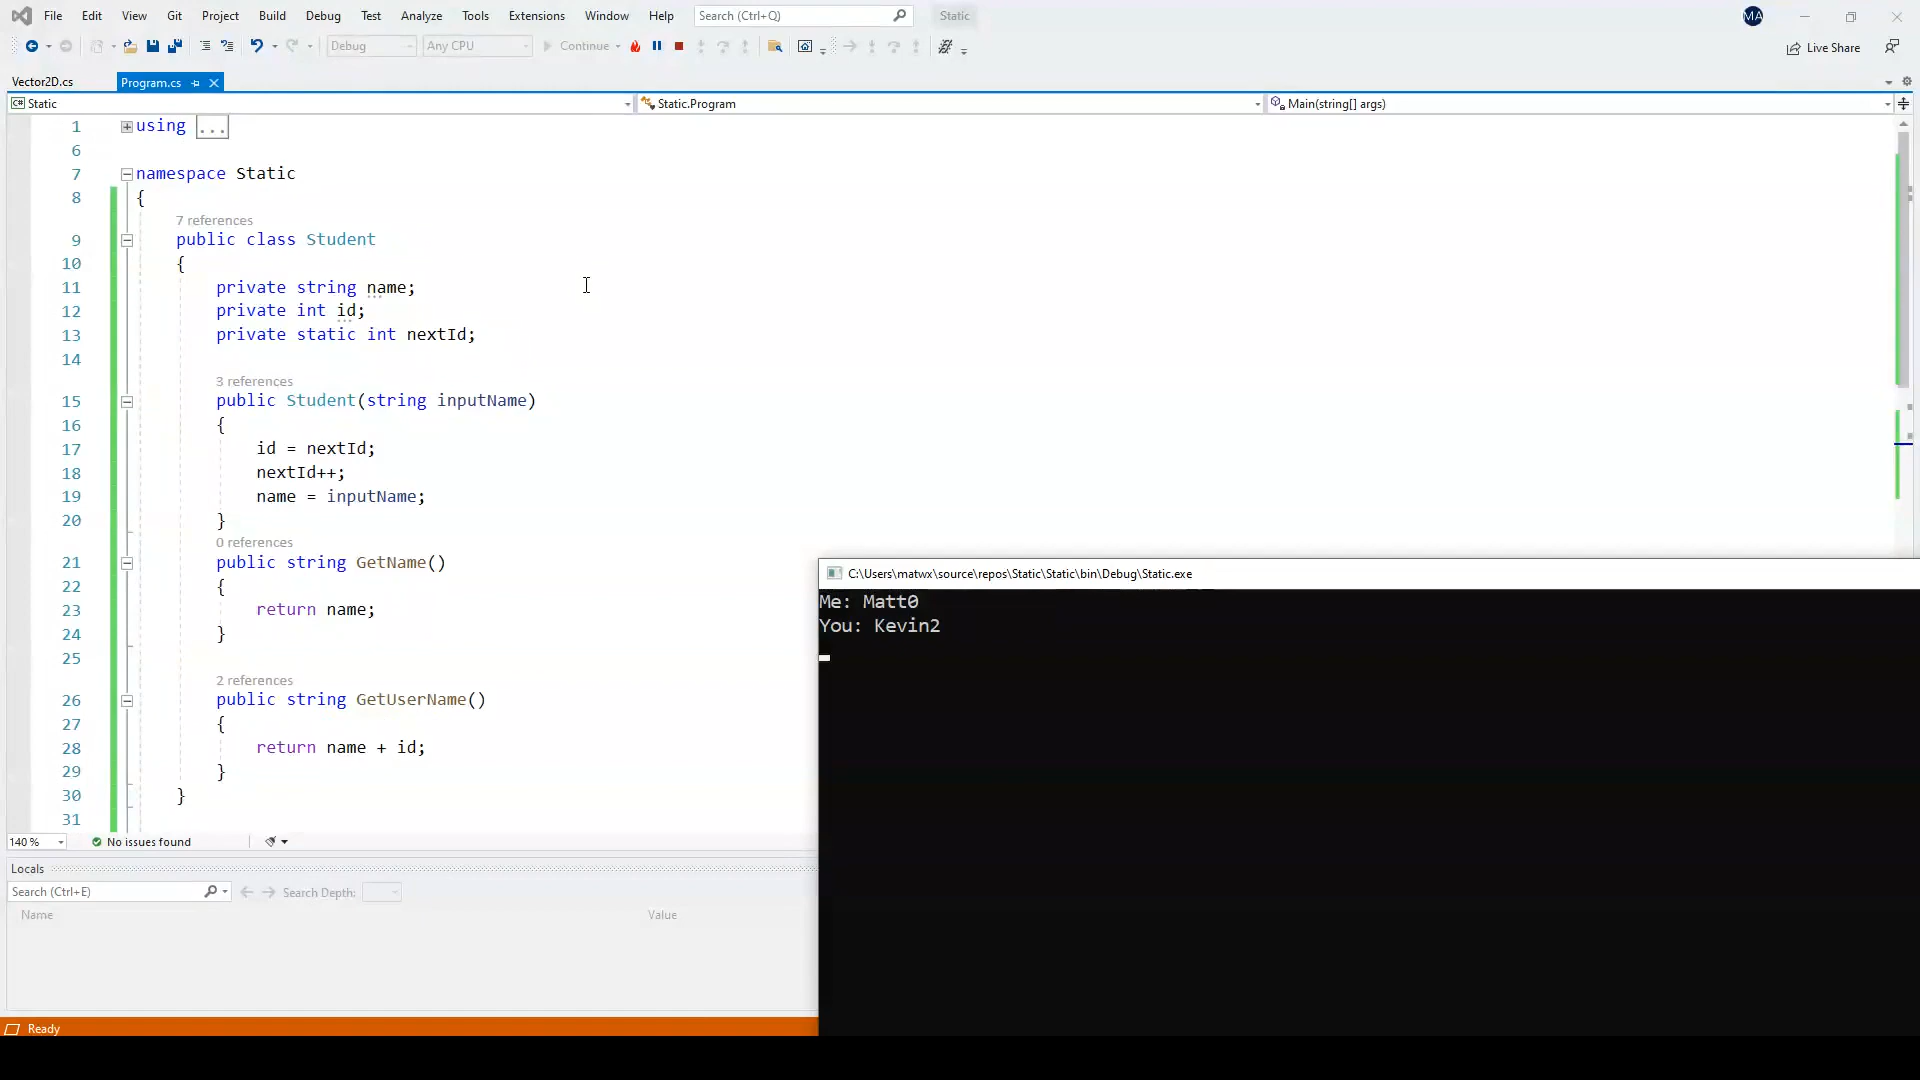 File Edit View Git Project Build Debug Test Analyze Tools Extensions Window Help Search (Ctrl+Q) Static MA
Debug Any CPU Continue Live Share
Vector2D.cs Program.cs
C# Static Static.Program Main(string[] args)
1 using ...
6
7 namespace Static
8 {
7 references
9 public class Student
10 {
11 private string name;
12 private int id;
13 private static int nextId;
14
3 references
15 public Student(string inputName)
16 {
17 id = nextId;
18 nextId++;
19 name = inputName;
20 }
0 references
21 public string GetName()
22 {
23 return name;
24 }
25
2 references
26 public string GetUserName()
27 {
28 return name + id;
29 }
30 }
31
140 % No issues found
Locals
Search (Ctrl+E) Search Depth:
Name Value
Ready
C:\Users\matwx\source\repos\Static\Static\bin\Debug\Static.exe
Me: Matt0
You: Kevin2